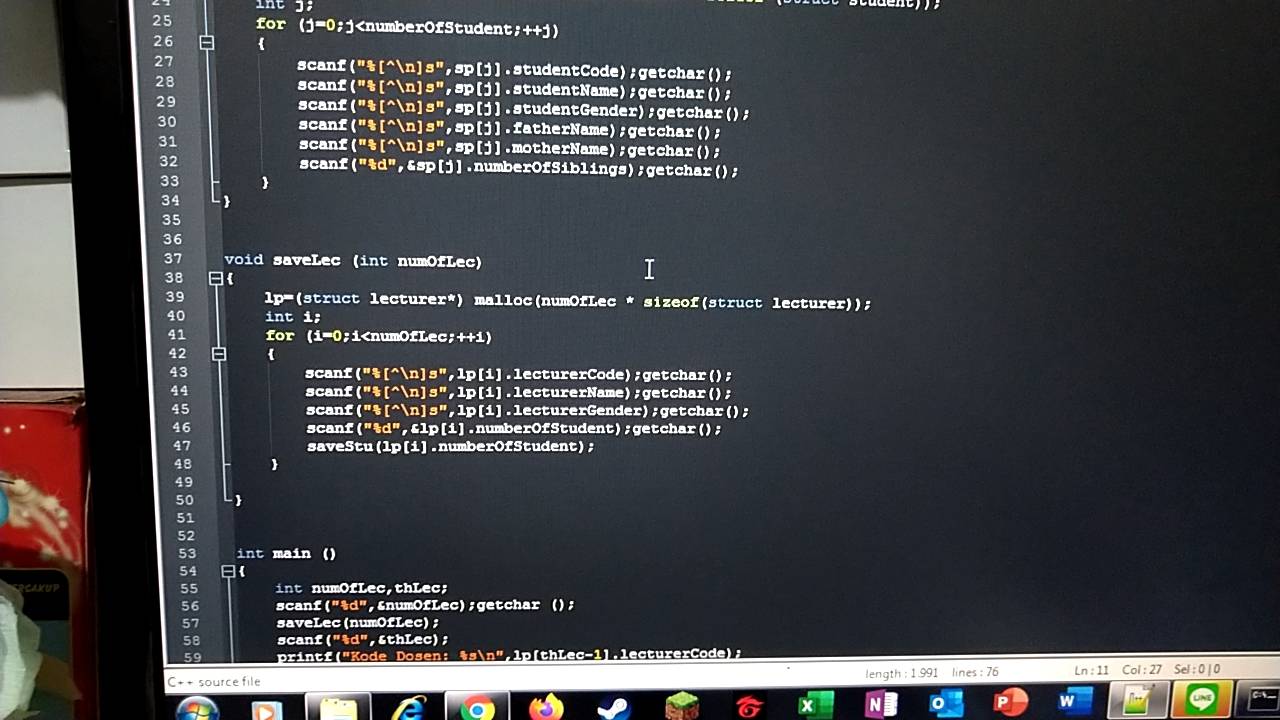 24 int j;
25 for (j=0;j<numberOfStudent;++j)
26 {
27 scanf("%[^\n]s",sp[j].studentCode);getchar();
28 scanf("%[^\n]s",sp[j].studentName);getchar();
29 scanf("%[^\n]s",sp[j].studentGender);getchar();
30 scanf("%[^\n]s",sp[j].fatherName);getchar();
31 scanf("%[^\n]s",sp[j].motherName);getchar();
32 scanf("%d",&sp[j].numberOfSiblings);getchar();
33 }
34 }
35
36
37 void saveLec (int numOfLec)
38 {
39 lp=(struct lecturer*) malloc(numOfLec * sizeof(struct lecturer));
40 int i;
41 for (i=0;i<numOfLec;++i)
42 {
43 scanf("%[^\n]s",lp[i].lecturerCode);getchar();
44 scanf("%[^\n]s",lp[i].lecturerName);getchar();
45 scanf("%[^\n]s",lp[i].lecturerGender);getchar();
46 scanf("%d",&lp[i].numberOfStudent);getchar();
47 saveStu(lp[i].numberOfStudent);
48 }
49
50 }
51
52
53 int main ()
54 {
55 int numOfLec,thLec;
56 scanf("%d",&numOfLec);getchar ();
57 saveLec(numOfLec);
58 scanf("%d",&thLec);
59 printf("Kode Dosen: %s\n",lp[thLec-1].lecturerCode);
C++ source file length : 1.991 lines : 76 Ln : 11 Col : 27 Sel : 0 | 0
LINE